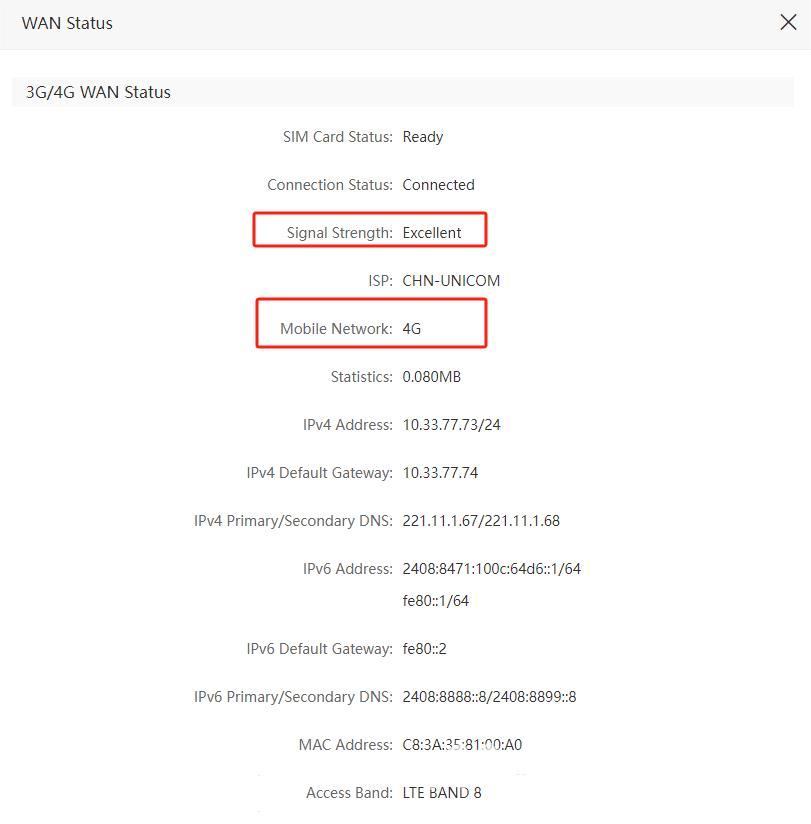 WAN Status
3G/4G WAN Status
SIM Card Status: Ready
Connection Status: Connected
Signal Strength: Excellent
ISP: CHN-UNICOM
Mobile Network: 4G
Statistics: 0.080MB
IPv4 Address: 10.33.77.73/24
IPv4 Default Gateway: 10.33.77.74
IPv4 Primary/Secondary DNS: 221.11.1.67/221.11.1.68
IPv6 Address: 2408:8471:100c:64d6::1/64
fe80::1/64
IPv6 Default Gateway: fe80::2
IPv6 Primary/Secondary DNS: 2408:8888::8/2408:8899::8
MAC Address: C8:3A:35:81:00:A0
Access Band: LTE BAND 8